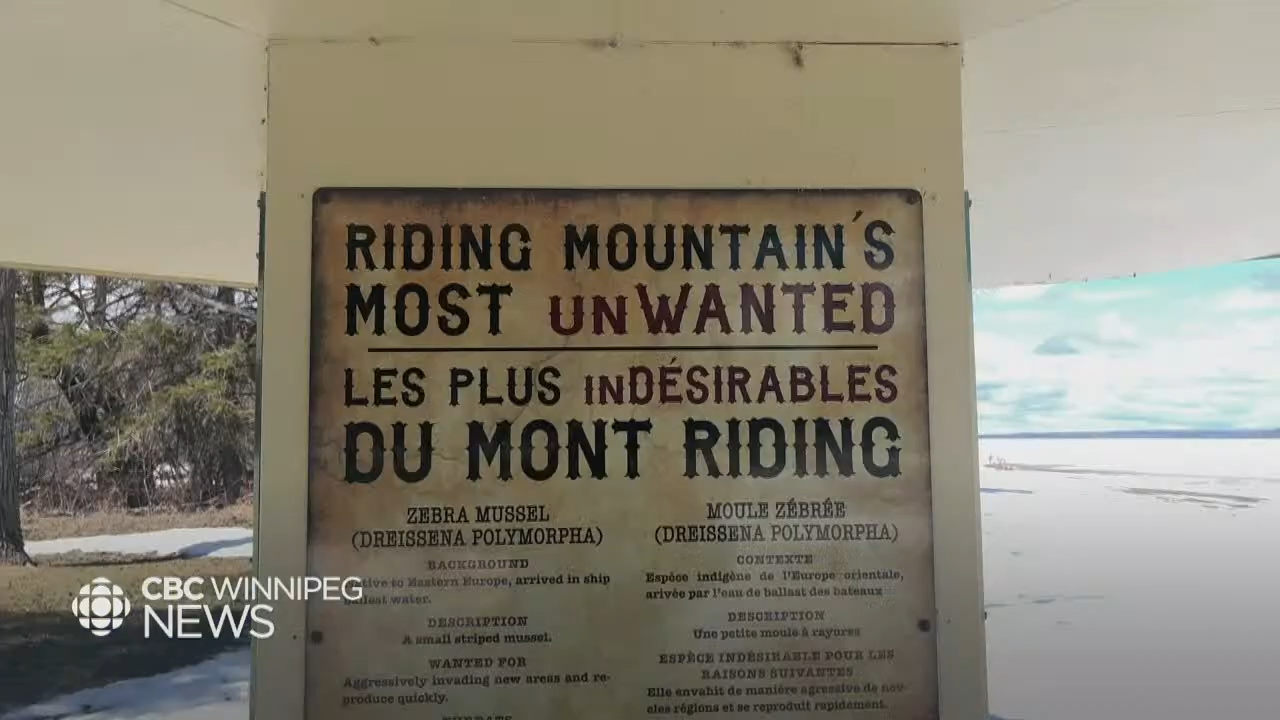 RIDING MOUNTAIN'S
MOST UNWANTED
LES PLUS INDÉSIRABLES
DU MONT RIDING
ZEBRA MUSSEL
(DREISSENA POLYMORPHA)
BACKGROUND
Native to Eastern Europe, arrived in ship
ballast water.
DESCRIPTION
A small striped mussel.
WANTED FOR
Aggressively invading new areas and re-
produce quickly.
THREATS
MOULE ZÉBRÉE
(DREISSENA POLYMORPHA)
CONTEXTE
Espèce indigène de l'Europe orientale,
arivée par l'eau de ballast des bateaux
DESCRIPTION
Une petite moule à rayures
ESPÈCE INDÉSIRABLE POUR LES
RAISONS SUIVANTES
Elle envahit de manière agressive de nov-
eles régions et se reproduit rapidement.
CBC WINNIPEG
NEWS